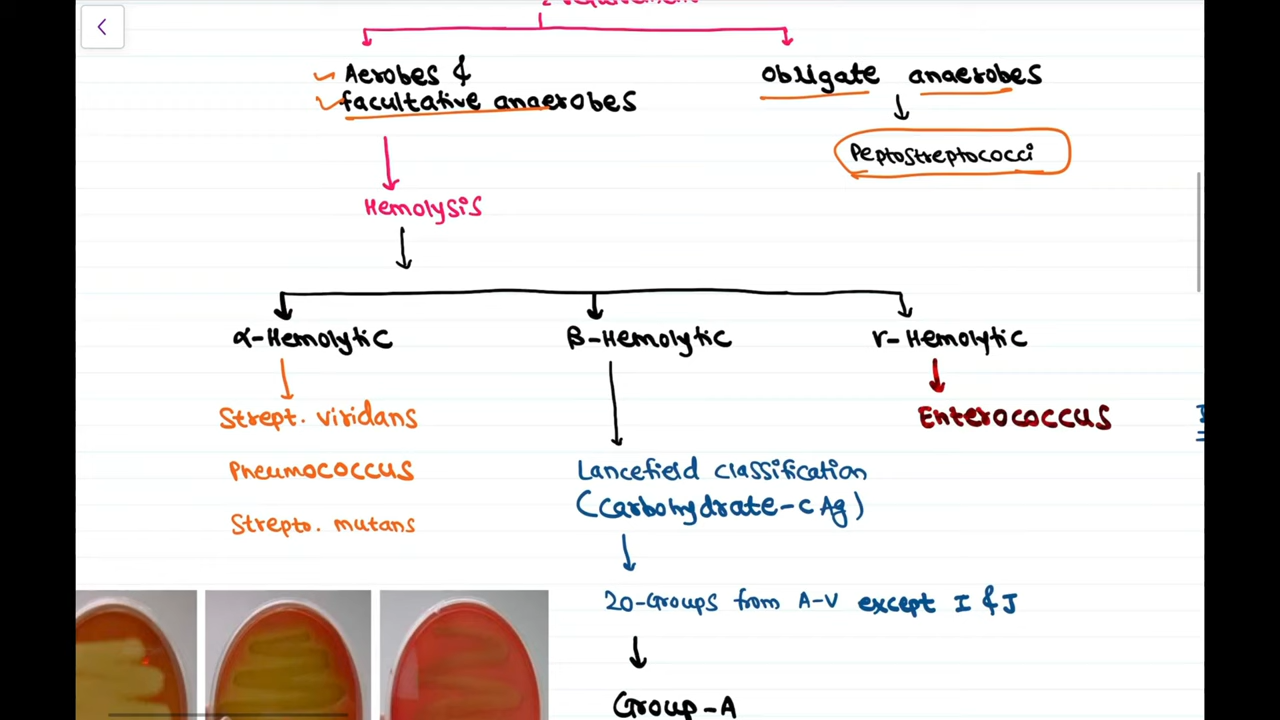 requirement
Aerobes &
facultative anaerobes
Obligate anaerobes
Peptostreptococci
Hemolysis
α-Hemolytic
β-Hemolytic
r-Hemolytic
Strept. viridans
Enterococcus
Pneumococcus
Lancefield classification
(Carbohydrate-C Ag)
Strepto. mutans
20-Groups from A-V except I & J
Group-A